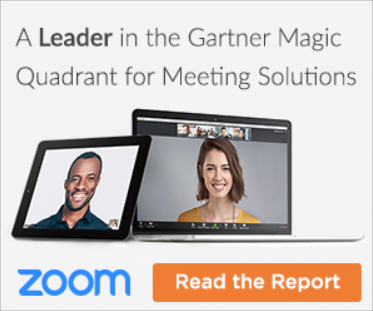 A Leader in the Gartner Magic
Quadrant for Meeting Solutions
zoom
Read the Report